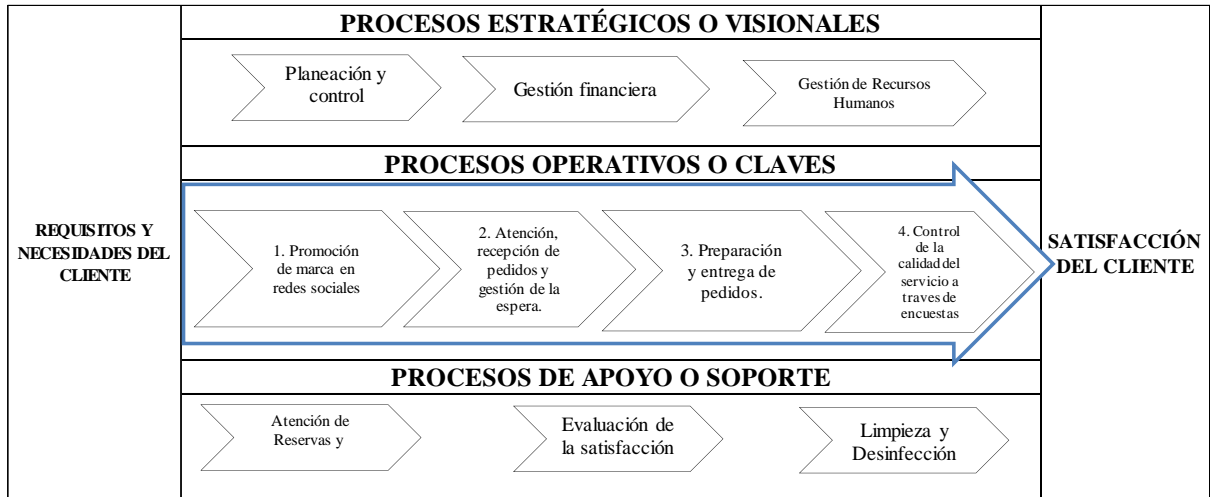 PROCESOS ESTRATÉGICOS O VISIONALES
Planeación y
control
Gestión financiera
Gestión de Recursos
Humanos
PROCESOS OPERATIVOS O CLAVES
REQUISITOS Y
NECESIDADES DEL
CLIENTE
1. Promoción
de marca en
redes sociales
2. Atención,
recepción de
pedidos y
gestión de la
espera.
3. Preparación
y entrega de
pedidos.
4. Control
de la
calidad del
servicio a
traves de
encuestas
SATISFACCIÓN
DEL CLIENTE
PROCESOS DE APOYO O SOPORTE
Atención de
Reservas y
Evaluación de
la satisfacción
Limpieza y
Desinfección